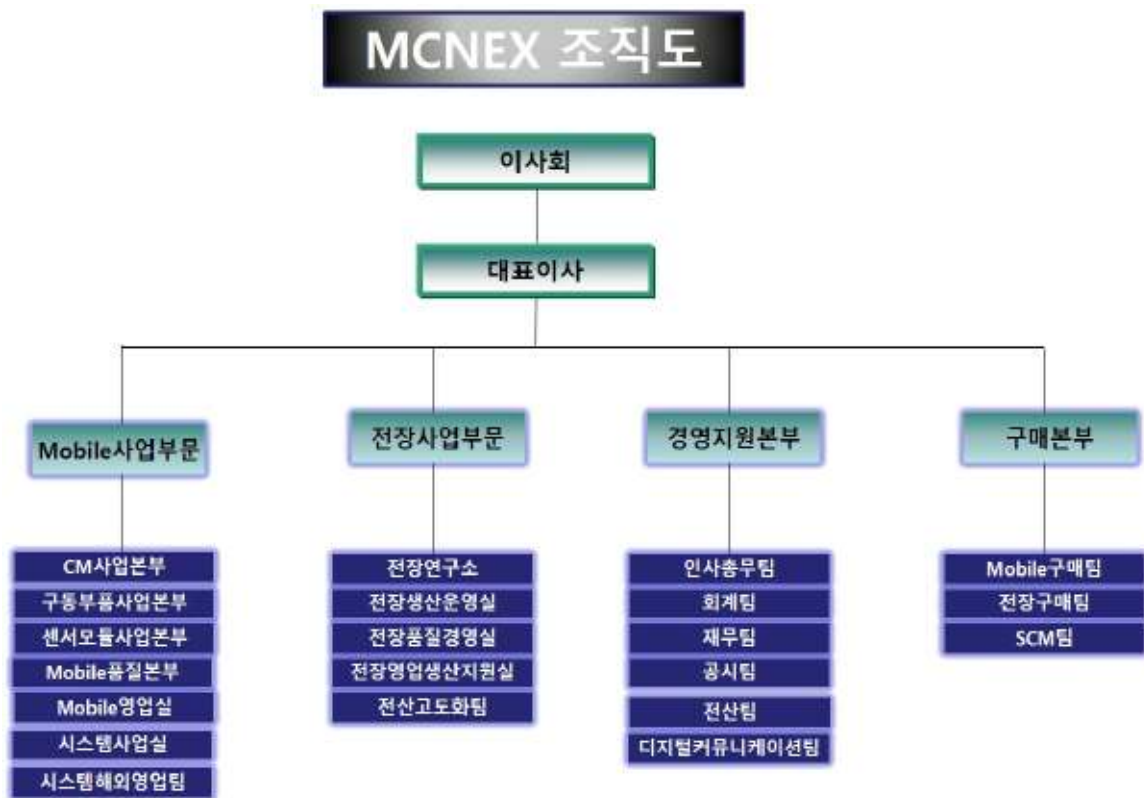 MCNEX 조직도
이사회
대표이사
Mobile사업부문
전장사업부문
경영지원본부
구매본부
CM사업본부
구동부품사업본부
센서모듈사업본부
Mobile품질본부
Mobile영업실
시스템사업실
시스템해외영업팀
전장연구소
전장생산운영실
전장품질경영실
전장영업생산지원실
전산고도화팀
인사총무팀
회계팀
재무팀
공시팀
전산팀
디지털커뮤니케이션팀
Mobile구매팀
전장구매팀
SCM팀